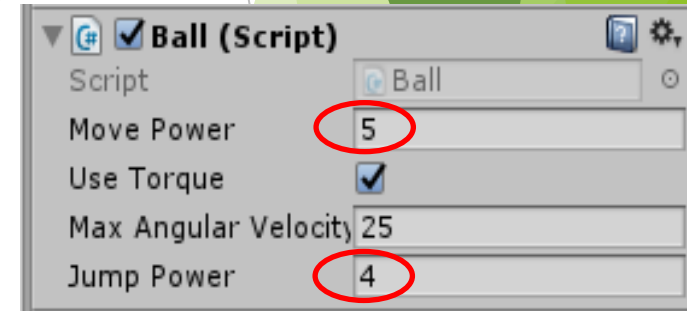 Ball (Script)
Script Ball
Move Power 5
Use Torque
Max Angular Velocity 25
Jump Power 4